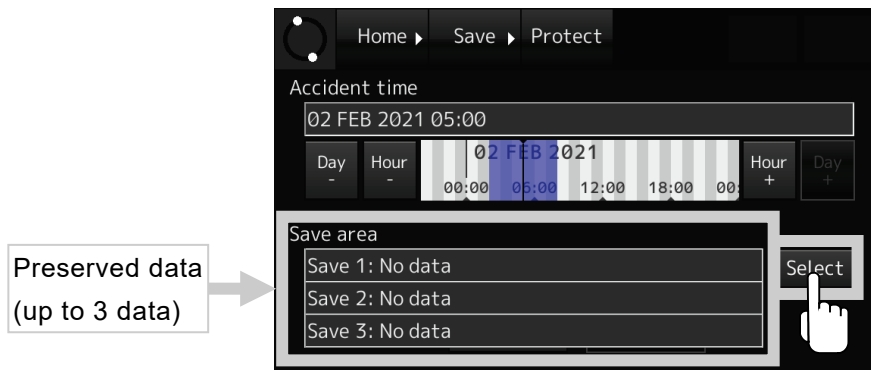 Home Save Protect
Accident time
02 FEB 2021 05:00
Day - Hour - 02 FEB 2021 Hour + Day +
00:00 06:00 12:00 18:00 00:
Save area
Save 1: No data
Save 2: No data
Save 3: No data
Select
Preserved data
(up to 3 data)